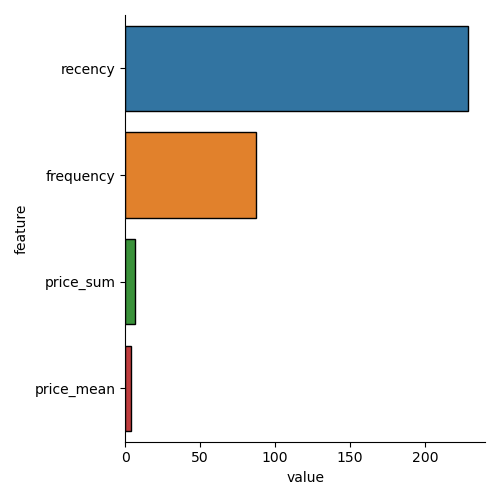 recency
frequency
price_sum
price_mean
feature
0 50 100 150 200
value